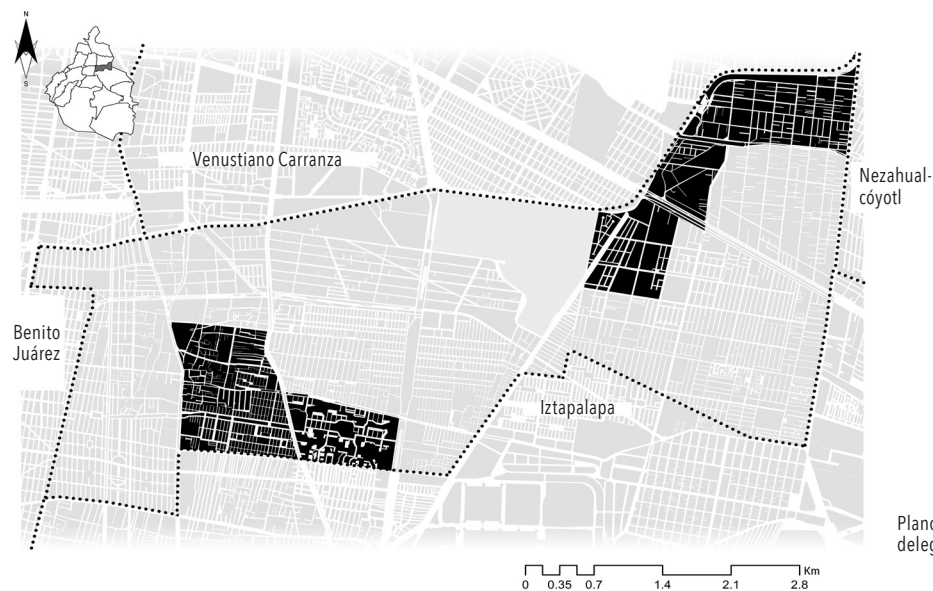 N
S
Venustiano Carranza
Nezahual-
cóyotl
Benito
Juárez
Iztapalapa
Km
0 0.35 0.7 1.4 2.1 2.8